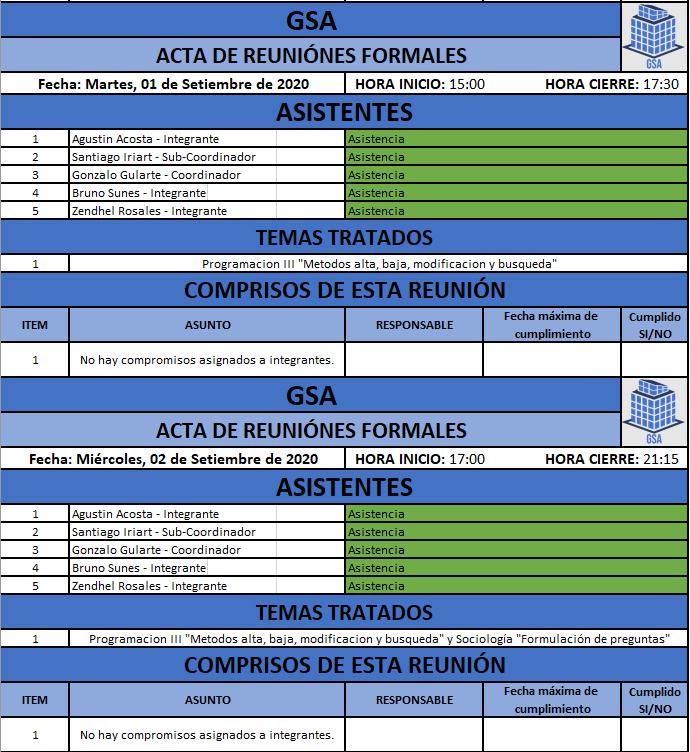 GSA
GSA
ACTA DE REUNIÓNES FORMALES
Fecha: Martes, 01 de Setiembre de 2020 HORA INICIO: 15:00 HORA CIERRE: 17:30
ASISTENTES
1 Agustin Acosta - Integrante Asistencia
2 Santiago Iriart - Sub-Coordinador Asistencia
3 Gonzalo Gularte - Coordinador Asistencia
4 Bruno Sunes - Integrante Asistencia
5 Zendhel Rosales - Integrante Asistencia
TEMAS TRATADOS
1 Programacion III "Metodos alta, baja, modificacion y busqueda"
COMPRISOS DE ESTA REUNIÓN
ITEM ASUNTO RESPONSABLE Fecha máxima de cumplimiento Cumplido SI/NO
1 No hay compromisos asignados a integrantes.
GSA
GSA
ACTA DE REUNIÓNES FORMALES
Fecha: Miércoles, 02 de Setiembre de 2020 HORA INICIO: 17:00 HORA CIERRE: 21:15
ASISTENTES
1 Agustin Acosta - Integrante Asistencia
2 Santiago Iriart - Sub-Coordinador Asistencia
3 Gonzalo Gularte - Coordinador Asistencia
4 Bruno Sunes - Integrante Asistencia
5 Zendhel Rosales - Integrante Asistencia
TEMAS TRATADOS
1 Programacion III "Metodos alta, baja, modificacion y busqueda" y Sociología "Formulación de preguntas"
COMPRISOS DE ESTA REUNIÓN
ITEM ASUNTO RESPONSABLE Fecha máxima de cumplimiento Cumplido SI/NO
1 No hay compromisos asignados a integrantes.